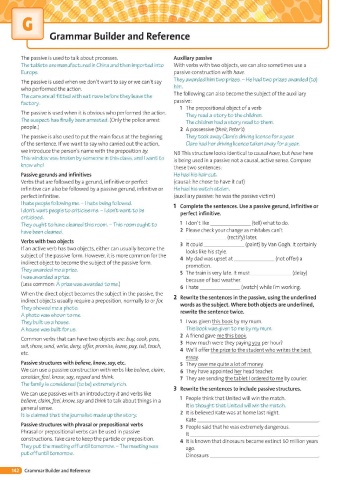 G
Grammar Builder and Reference
The passive is used to talk about processes.
The tablets are manufactured in China and then imported into
Europe.
The passive is used when we don't want to say or we can't say
who performed the action.
The cars are all fitted with sat nav before they leave the
factory.
The passive is used when it is obvious who performed the action.
The suspect has finally been arrested. (Only the police arrest
people.)
The passive is also used to put the main focus at the beginning
of the sentence. If we want to say who carried out the action,
we introduce the person's name with the preposition by.
This window was broken by someone in this class, and I want to
know who!
Passive gerunds and infinitives
Verbs that are followed by a gerund, infinitive or perfect
infinitive can also be followed by a passive gerund, infinitive or
perfect infinitive.
I hate people following me. – I hate being followed.
I don't want people to criticise me. – I don't want to be
criticised.
They ought to have cleaned this room. – This room ought to
have been cleaned.
Verbs with two objects
If an active verb has two objects, either can usually become the
subject of the passive form. However, it is more common for the
indirect object to become the subject of the passive form.
They awarded me a prize.
I was awarded a prize.
(Less common: A prize was awarded to me.)
When the direct object becomes the subject in the passive, the
indirect objects usually require a preposition, normally to or for.
They showed me a photo.
A photo was shown to me.
They built us a house.
A house was built for us.
Common verbs that can have two objects are: buy, cook, pass,
sell, show, send, write, deny, offer, promise, leave, pay, tell, teach,
etc.
Passive structures with believe, know, say, etc.
We can use a passive construction with verbs like believe, claim,
consider, feel, know, say, regard and think.
The family is considered (to be) extremely rich.
We can use passives with an introductory it and verbs like
believe, claim, feel, know, say and think to talk about things in a
general sense.
It is claimed that the journalist made up the story.
Passive structures with phrasal or prepositional verbs
Phrasal or prepositional verbs can be used in passive
constructions. Take care to keep the particle or preposition.
They put the meeting off until tomorrow. – The meeting was
put off until tomorrow.
Auxiliary passive
With verbs with two objects, we can also sometimes use a
passive construction with have.
They awarded him two prizes. – He had two prizes awarded (to)
him.
The following can also become the subject of the auxiliary
passive:
1 The prepositional object of a verb
They read a story to the children.
The children had a story read to them.
2 A possessive (their, Peter's)
They took away Clare's driving licence for a year.
Clare had her driving licence taken away for a year.
NB This structure looks identical to causal have, but have here
is being used in a passive not a causal, active sense. Compare
these two sentences.
He had his hair cut.
(causal: he chose to have it cut)
He had his watch stolen.
(auxiliary passive: he was the passive victim)
1 Complete the sentences. Use a passive gerund, infinitive or
perfect infinitive.
1 I don't like ________ (tell) what to do.
2 Please check your change as mistakes can't
________ (rectify) later.
3 It could ________ (paint) by Van Gogh. It certainly
looks like his style.
4 My dad was upset at ________ (not offer) a
promotion.
5 The train is very late. It must ________ (delay)
because of bad weather.
6 I hate ________ (watch) while I'm working.
2 Rewrite the sentences in the passive, using the underlined
words as the subject. Where both objects are underlined,
rewrite the sentence twice.
1 I was given this book by my mum.
This book was given to me by my mum.
2 A friend gave me this book.
3 How much were they paying you per hour?
4 We'll offer the prize to the student who writes the best
essay.
5 They owe me quite a lot of money.
6 They have appointed her head teacher.
7 They are sending the tablet I ordered to me by courier.
3 Rewrite the sentences to include passive structures.
1 People think that United will win the match.
It is thought that United will win the match.
2 It is believed Kate was at home last night.
Kate ________
3 People said that he was extremely dangerous.
It ________
4 It is known that dinosaurs became extinct 60 million years
ago.
Dinosaurs ________
Grammar Builder and Reference